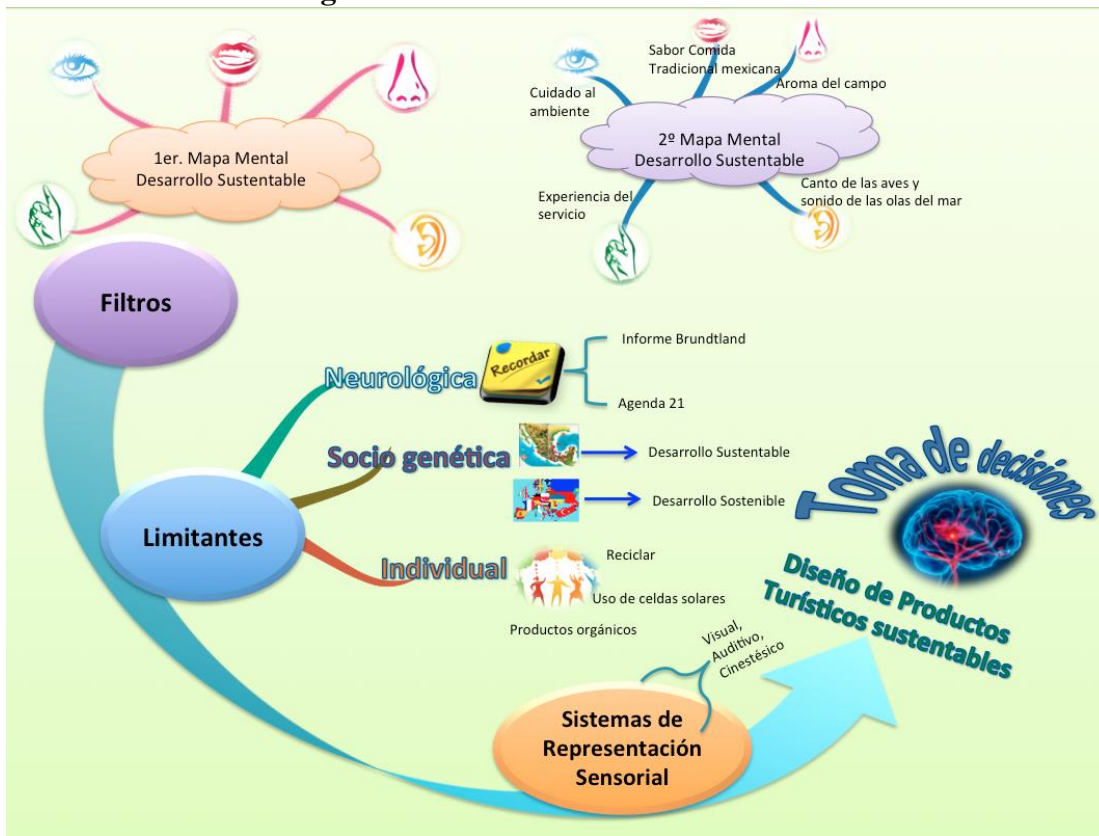 1er. Mapa Mental
Desarrollo Sustentable
Sabor Comida
Tradicional mexicana
Aroma del campo
Cuidado al
ambiente
2º Mapa Mental
Desarrollo Sustentable
Experiencia del
servicio
Canto de las aves y
sonido de las olas del mar
Filtros
Neurológica
Recordar
Informe Brundtland
Agenda 21
Socio genética
Desarrollo Sustentable
Desarrollo Sostenible
Limitantes
Individual
Reciclar
Uso de celdas solares
Productos orgánicos
Toma de decisiones
Diseño de Productos
Turísticos sustentables
Visual,
Auditivo,
Cinestésico
Sistemas de
Representación
Sensorial